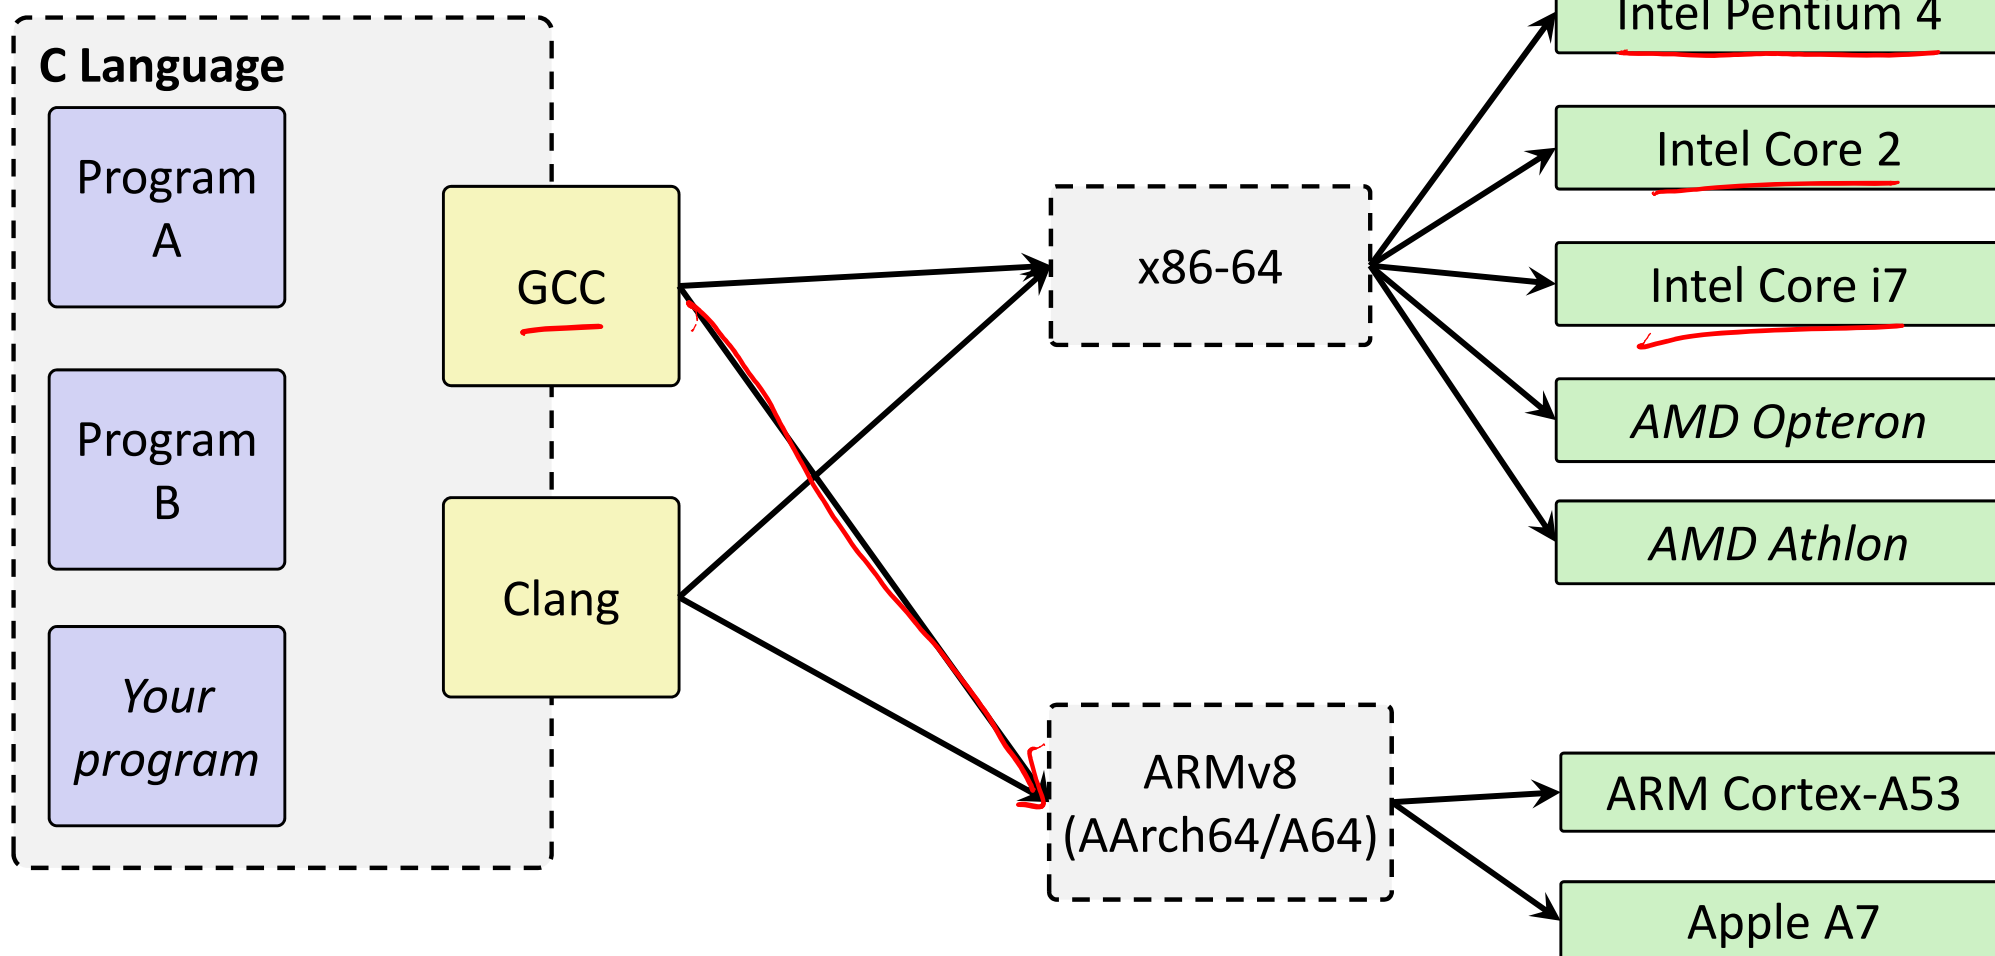 C Language
Program
A
Program
B
Your
program
GCC
Clang
x86-64
ARMv8
(AArch64/A64)
Intel Pentium 4
Intel Core 2
Intel Core i7
AMD Opteron
AMD Athlon
ARM Cortex-A53
Apple A7